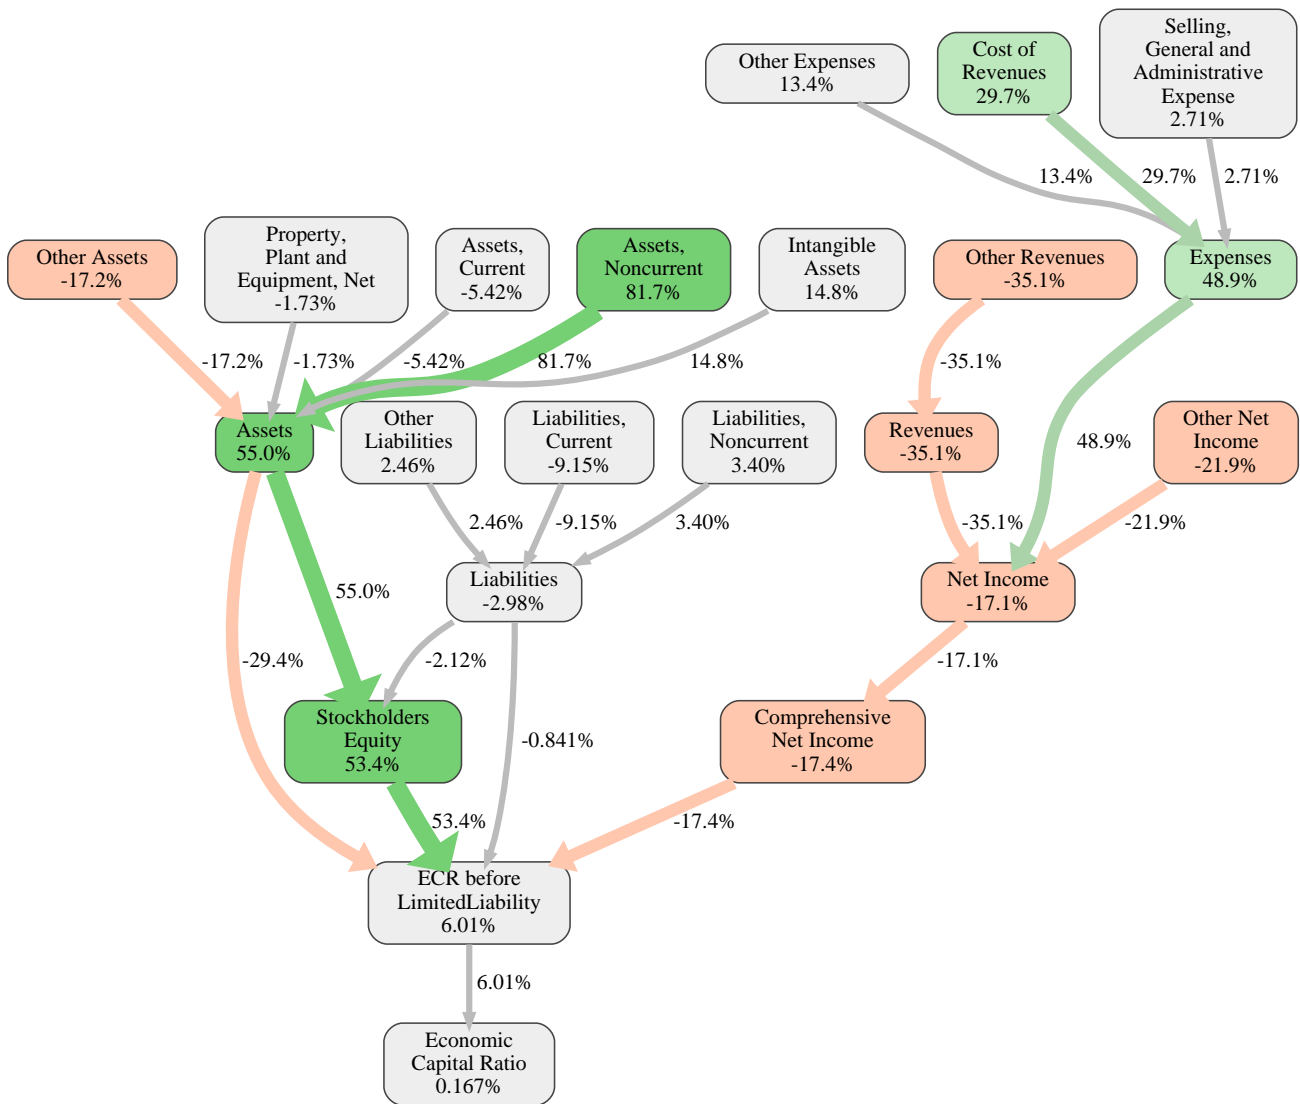 Other Expenses
13.4%
Cost of
Revenues
29.7%
Selling,
General and
Administrative
Expense
2.71%
13.4%
29.7%
2.71%
Other Assets
-17.2%
Property,
Plant and
Equipment, Net
-1.73%
Assets,
Current
-5.42%
Assets,
Noncurrent
81.7%
Intangible
Assets
14.8%
Other Revenues
-35.1%
Expenses
48.9%
-17.2%
-1.73%
-5.42%
81.7%
14.8%
-35.1%
Assets
55.0%
Other
Liabilities
2.46%
Liabilities,
Current
-9.15%
Liabilities,
Noncurrent
3.40%
Revenues
-35.1%
48.9%
Other Net
Income
-21.9%
2.46%
-9.15%
3.40%
-35.1%
-21.9%
55.0%
Liabilities
-2.98%
Net Income
-17.1%
-29.4%
-2.12%
-17.1%
Stockholders
Equity
53.4%
-0.841%
Comprehensive
Net Income
-17.4%
53.4%
-17.4%
ECR before
LimitedLiability
6.01%
6.01%
Economic
Capital Ratio
0.167%